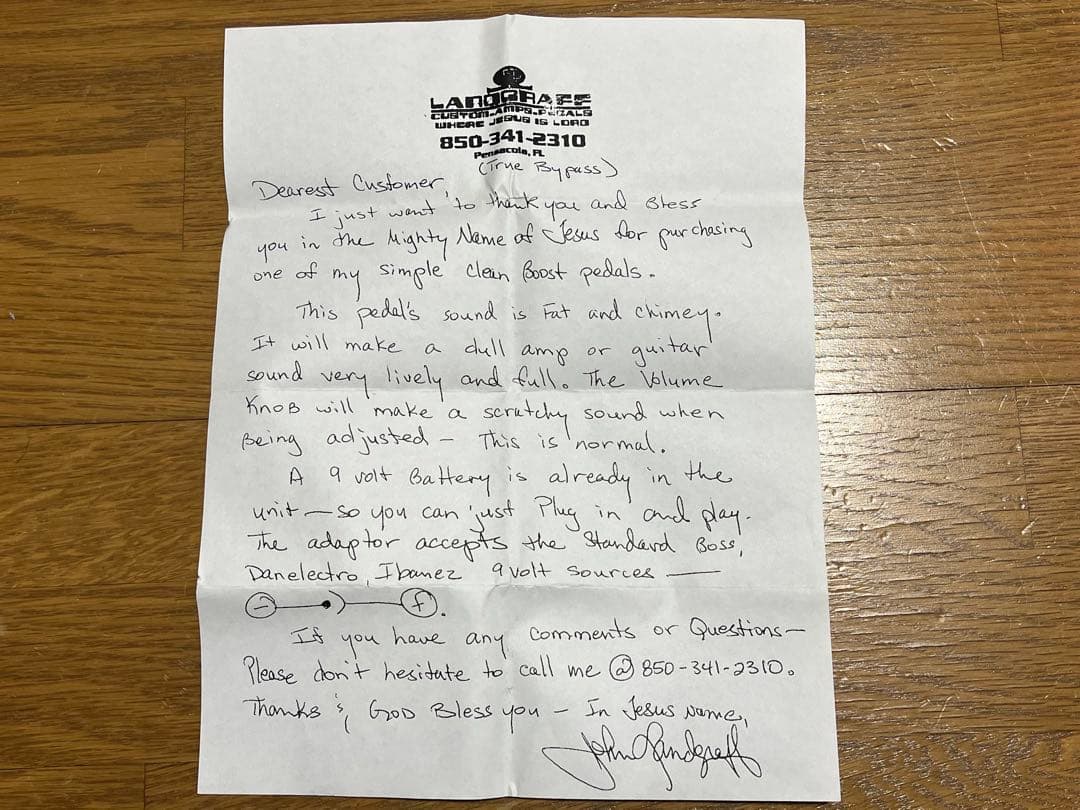 LANDGRAFF
CUSTOM-AMPS-PEDALS
WHERE JESUS IS LORD
850-341-2310
Pensacola, FL
(True Bypass)
Dearest Customer,
I just want to thank you and Bless
you in the Mighty Name of Jesus for purchasing
one of my simple clean Boost pedals.
This pedal's sound is Fat and chimey.
It will make a dull amp or guitar
sound very lively and full. The Volume
Knob will make a scratchy sound when
Being adjusted – This is normal.
A 9 volt Battery is already in the
unit — so you can just Plug in and play.
The adaptor accepts the Standard Boss,
Danelectro, Ibanez 9 volt sources —
(-)—•)—(+).
If you have any comments or Questions —
Please don't hesitate to call me @ 850-341-2310.
Thanks & GOD Bless you – In Jesus Name,
John Landgraff